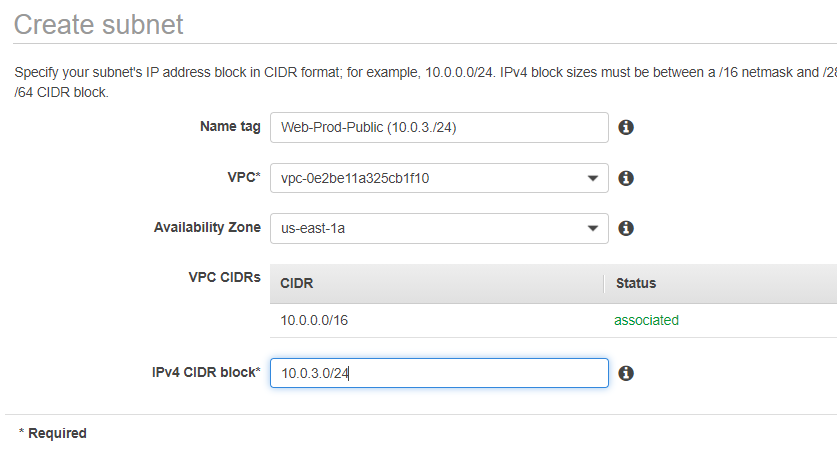 Create subnet
Specify your subnet's IP address block in CIDR format; for example, 10.0.0.0/24. IPv4 block sizes must be between a /16 netmask and
/64 CIDR block.
Name tag Web-Prod-Public (10.0.3./24)
VPC* vpc-0e2be11a325cb1f10
Availability Zone us-east-1a
VPC CIDRs CIDR Status
10.0.0.0/16 associated
IPv4 CIDR block* 10.0.3.0/24
* Required